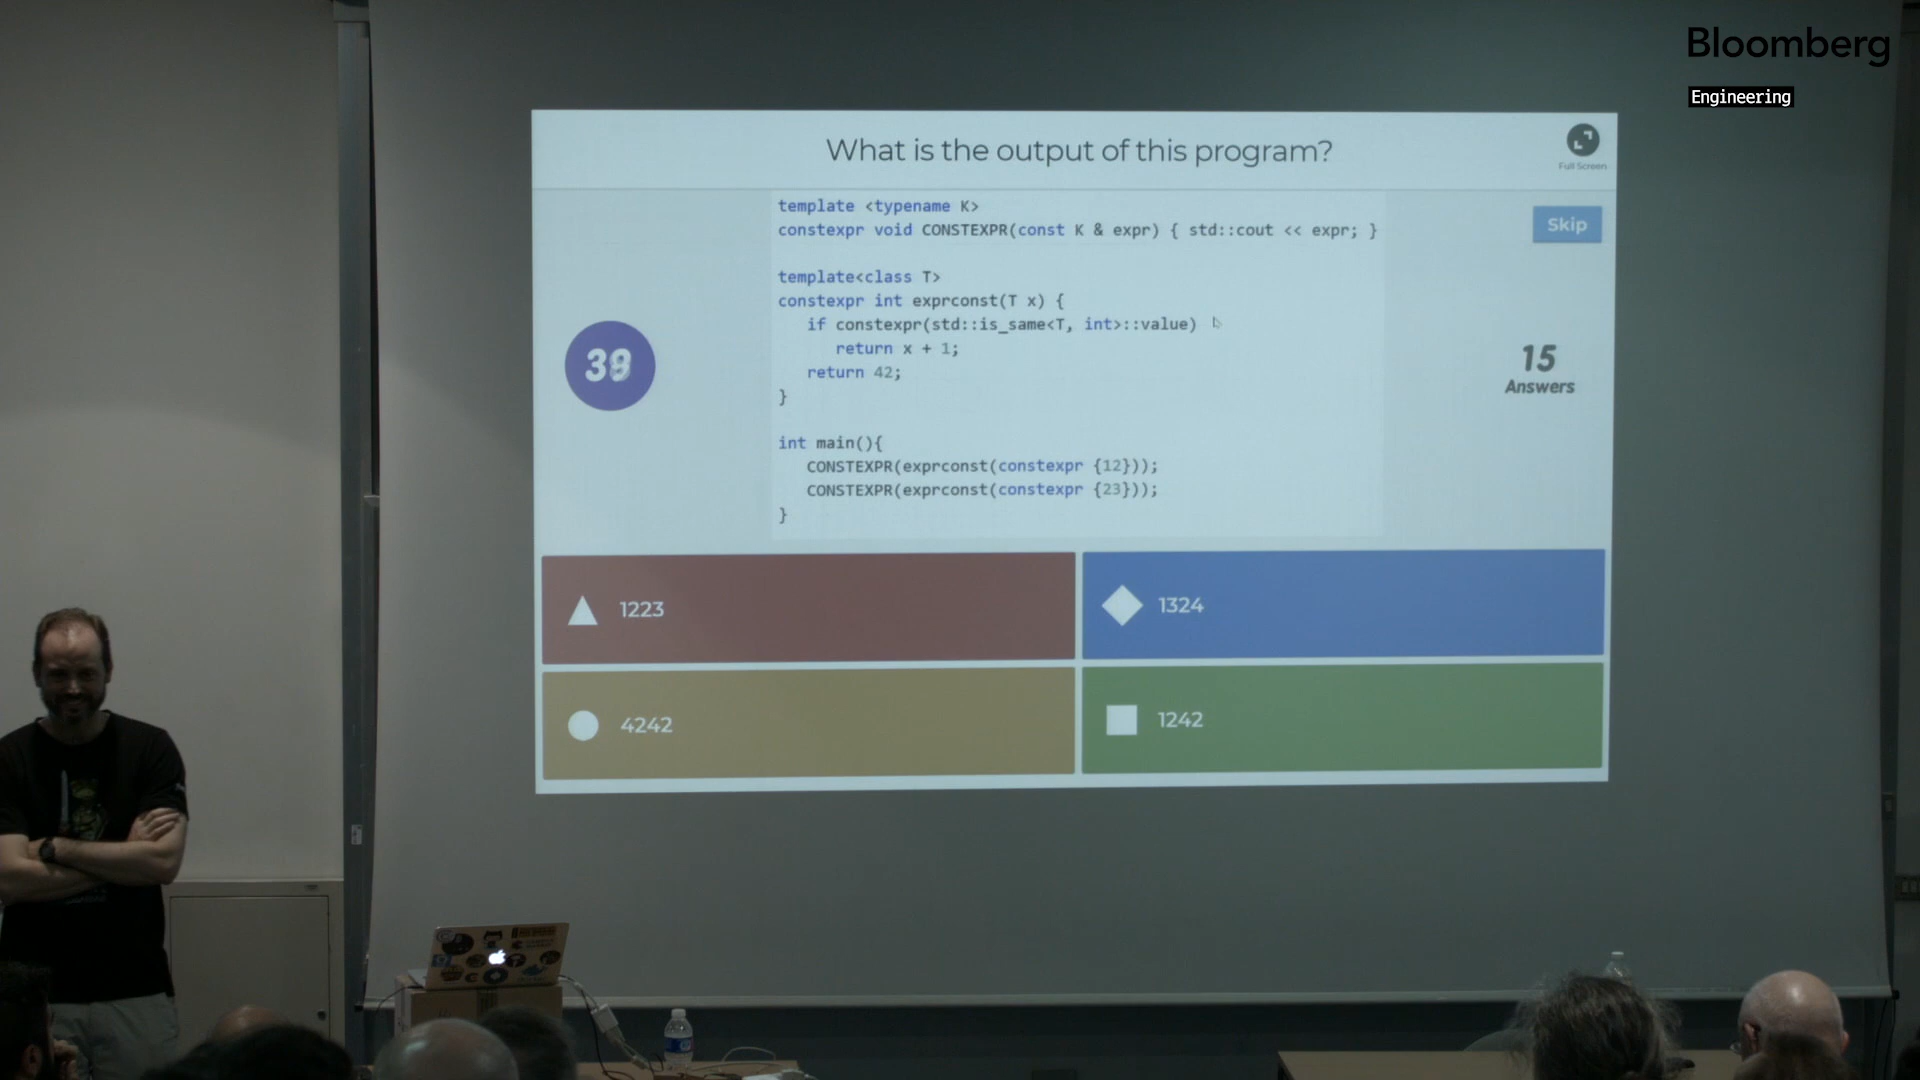 Bloomberg
Engineering
What is the output of this program?
Full Screen
Skip
template <typename K>
constexpr void CONSTEXPR(const K & expr) { std::cout << expr; }
template<class T>
constexpr int exprconst(T x) {
if constexpr(std::is_same<T, int>::value)
return x + 1;
return 42;
}
int main(){
CONSTEXPR(exprconst(constexpr {12}));
CONSTEXPR(exprconst(constexpr {23}));
}
15
Answers
1223
1324
4242
1242